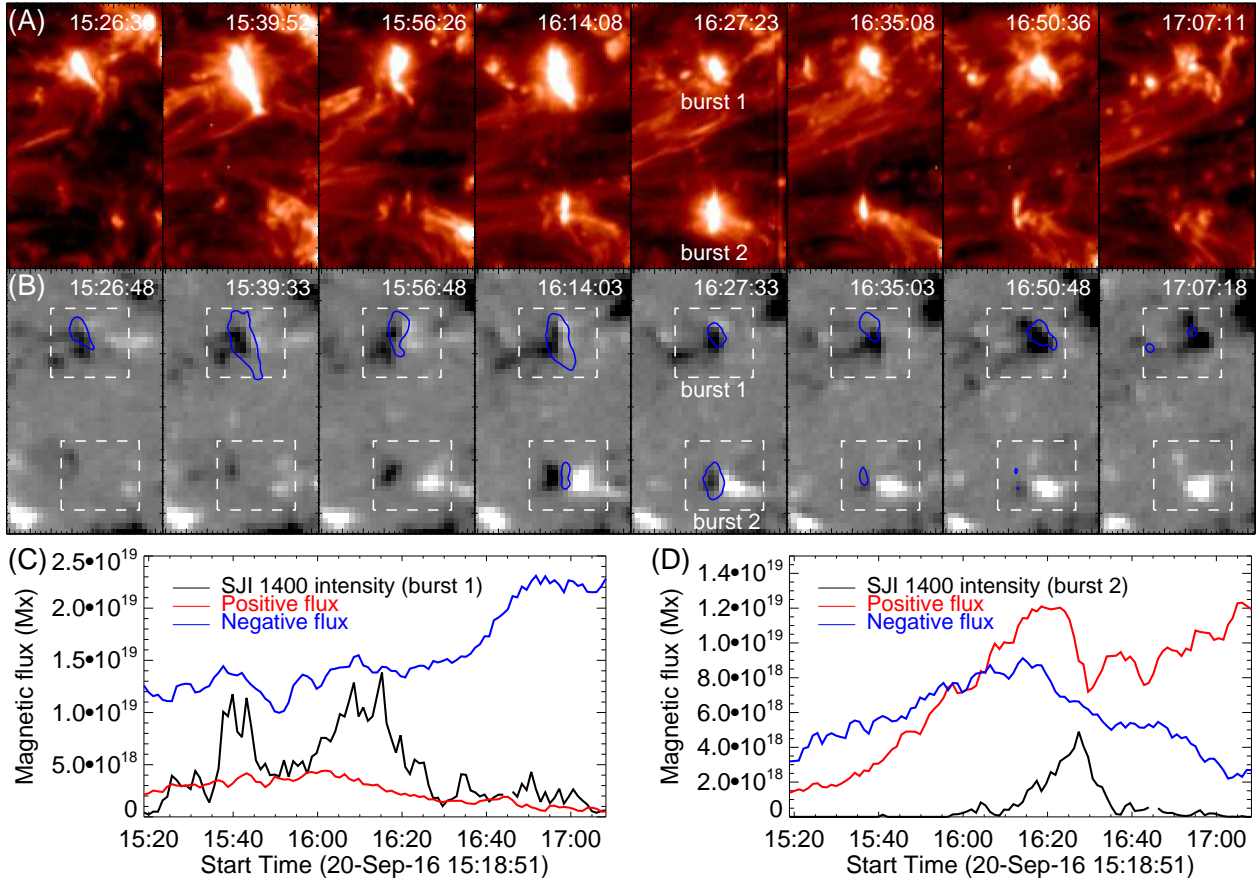 (A) 15:26:30 15:39:52 15:56:26 16:14:08 16:27:23 16:35:08 16:50:36 17:07:11
burst 1
burst 2
(B) 15:26:48 15:39:33 15:56:48 16:14:03 16:27:33 16:35:03 16:50:48 17:07:18
burst 1
burst 2
(C)
Magnetic flux (Mx)
2.5•10^19
2.0•10^19
1.5•10^19
1.0•10^19
5.0•10^18
0
SJI 1400 intensity (burst 1)
Positive flux
Negative flux
15:20 15:40 16:00 16:20 16:40 17:00
Start Time (20-Sep-16 15:18:51)
(D)
Magnetic flux (Mx)
1.4•10^19
1.2•10^19
1.0•10^19
8.0•10^18
6.0•10^18
4.0•10^18
2.0•10^18
0
SJI 1400 intensity (burst 2)
Positive flux
Negative flux
15:20 15:40 16:00 16:20 16:40 17:00
Start Time (20-Sep-16 15:18:51)